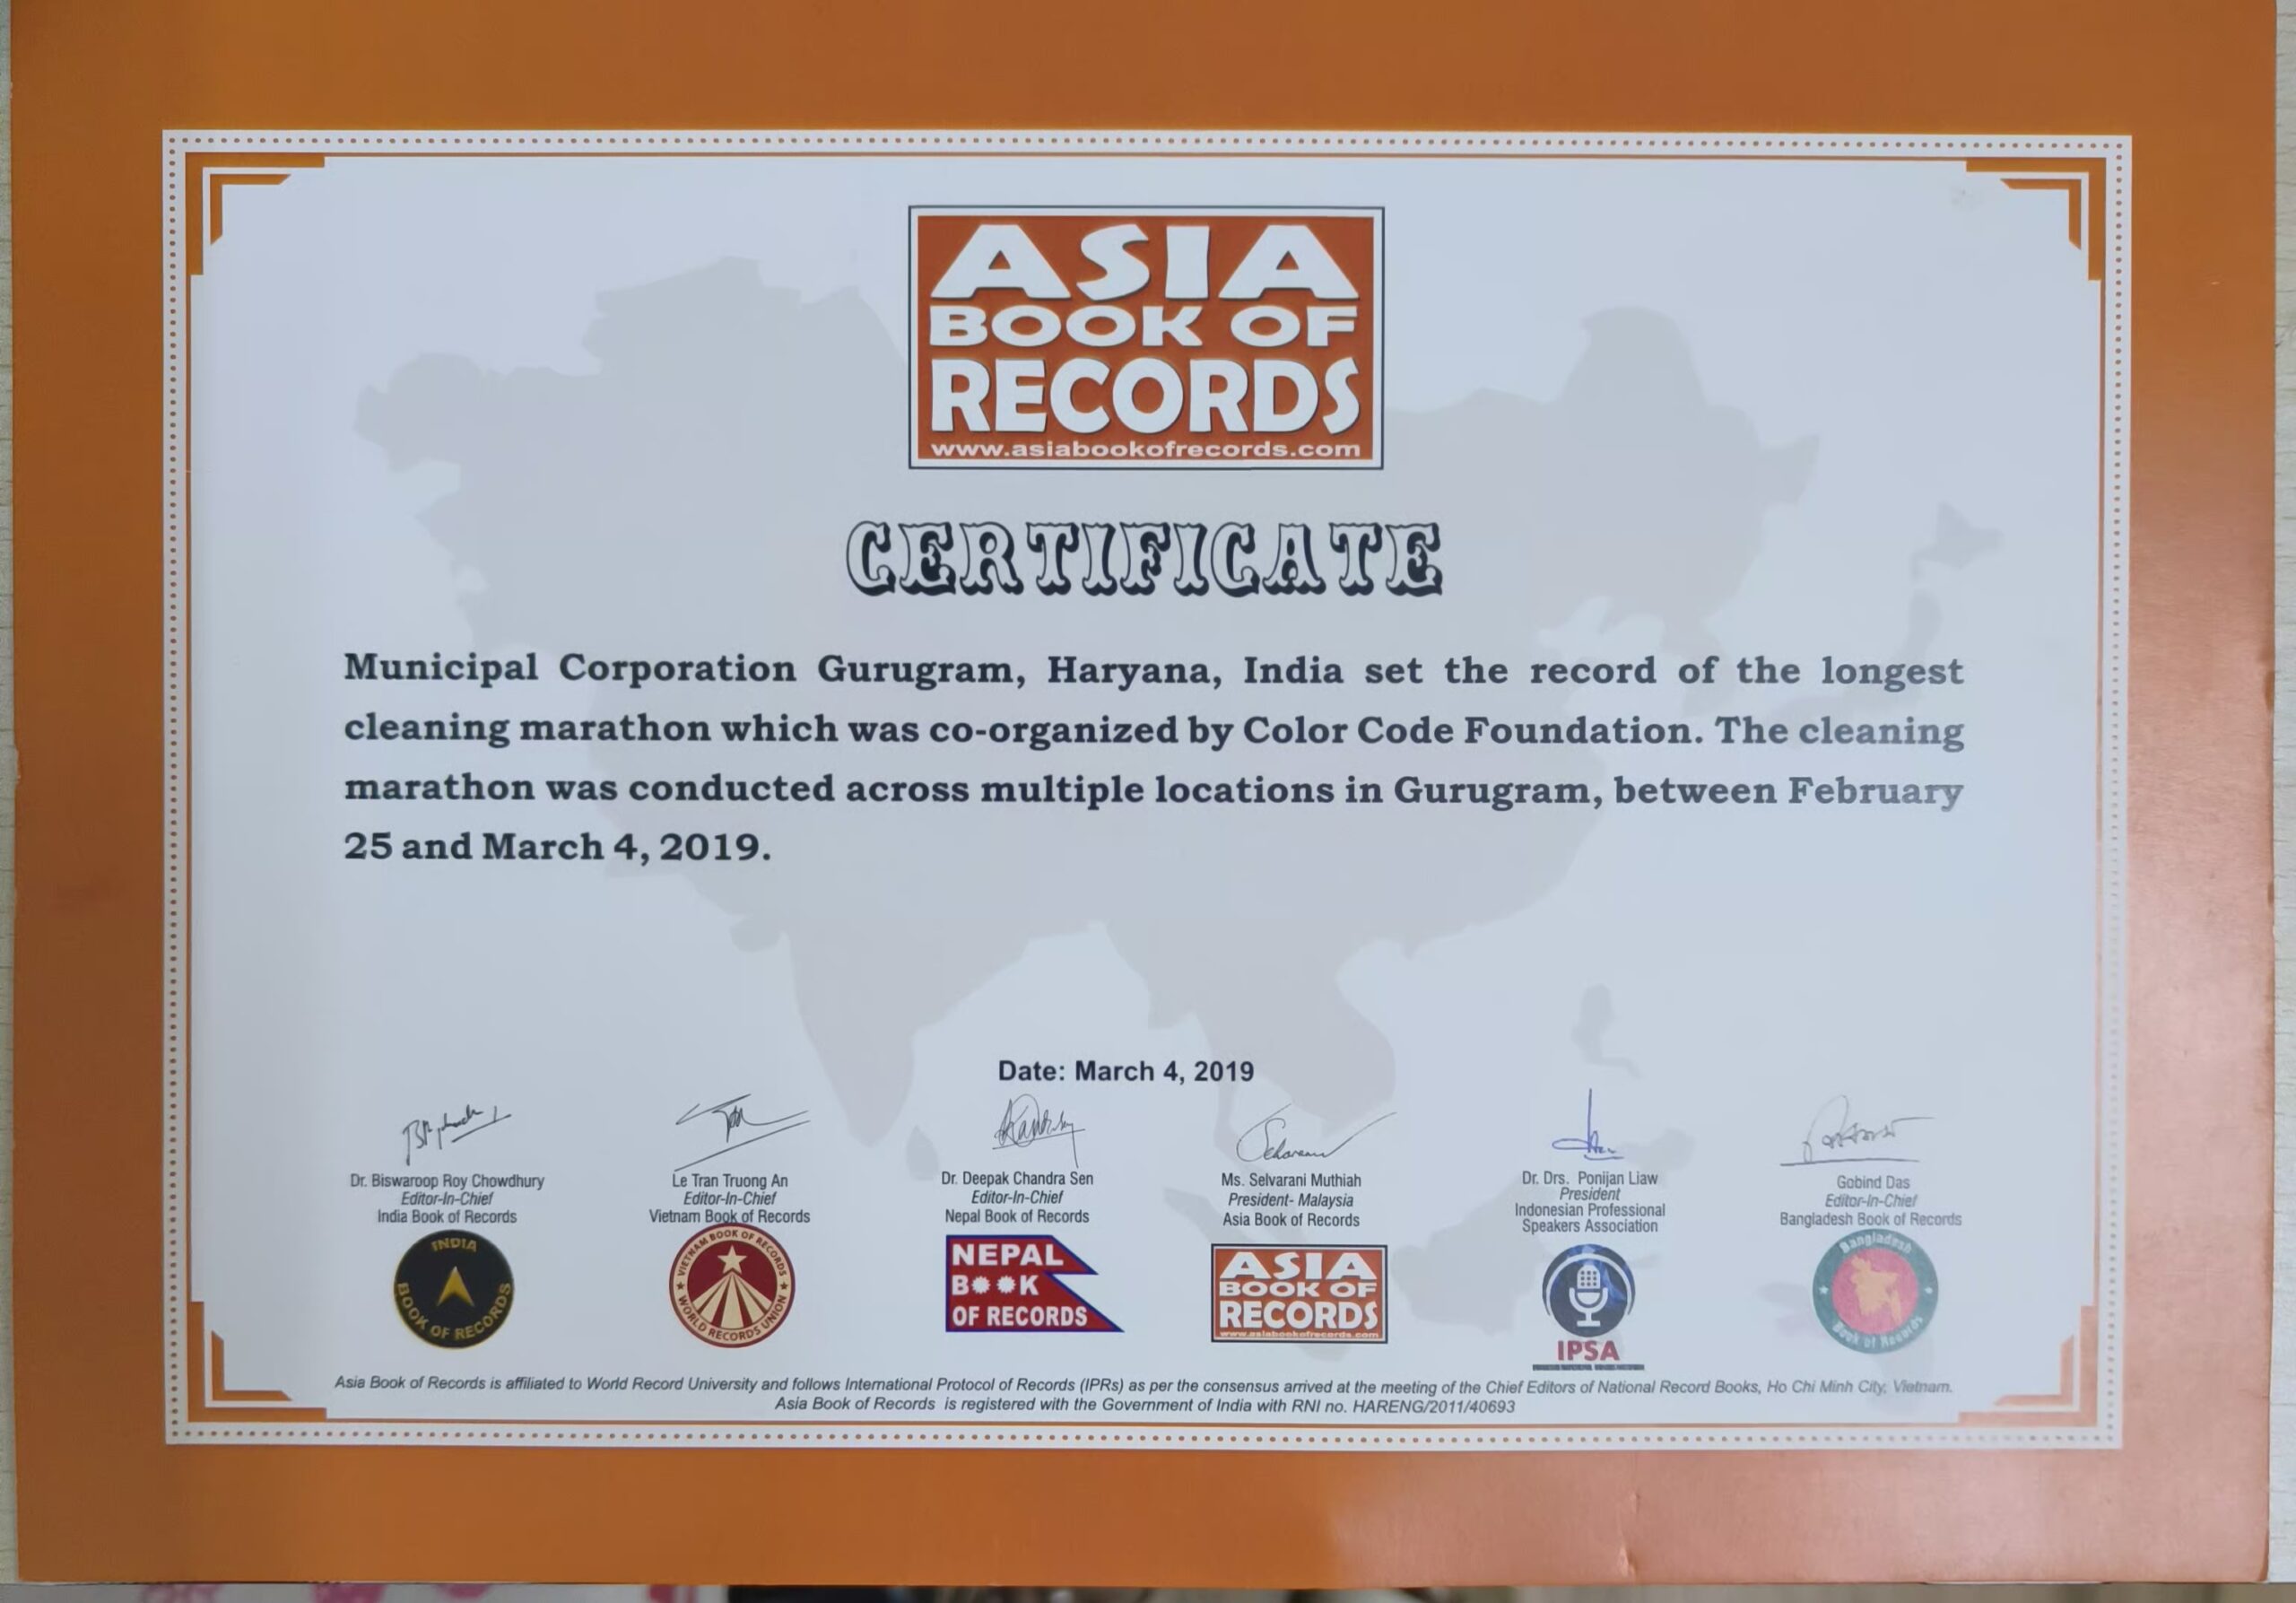 ASIA
BOOK OF
RECORDS
www.asiabookofrecords.com
CERTIFICATE
Municipal Corporation Gurugram, Haryana, India set the record of the longest
cleaning marathon which was co-organized by Color Code Foundation. The cleaning
marathon was conducted across multiple locations in Gurugram, between February
25 and March 4, 2019.
Date: March 4, 2019
Dr. Biswaroop Roy Chowdhury
Editor-In-Chief
India Book of Records
INDIA
BOOK OF RECORDS
Le Tran Truong An
Editor-In-Chief
Vietnam Book of Records
VIETNAM BOOK OF RECORDS
WORLD RECORDS UNION
Dr. Deepak Chandra Sen
Editor-In-Chief
Nepal Book of Records
NEPAL
BOOK
OF RECORDS
Ms. Selvarani Muthiah
President- Malaysia
Asia Book of Records
ASIA
BOOK OF
RECORDS
www.asiabookofrecords.com
Dr. Drs. Ponijan Liaw
President
Indonesian Professional
Speakers Association
IPSA
Gobind Das
Editor-In-Chief
Bangladesh Book of Records
Bangladesh
Book of Records
Asia Book of Records is affiliated to World Record University and follows International Protocol of Records (IPRs) as per the consensus arrived at the meeting of the Chief Editors of National Record Books, Ho Chi Minh City, Vietnam.
Asia Book of Records is registered with the Government of India with RNI no. HARENG/2011/40693